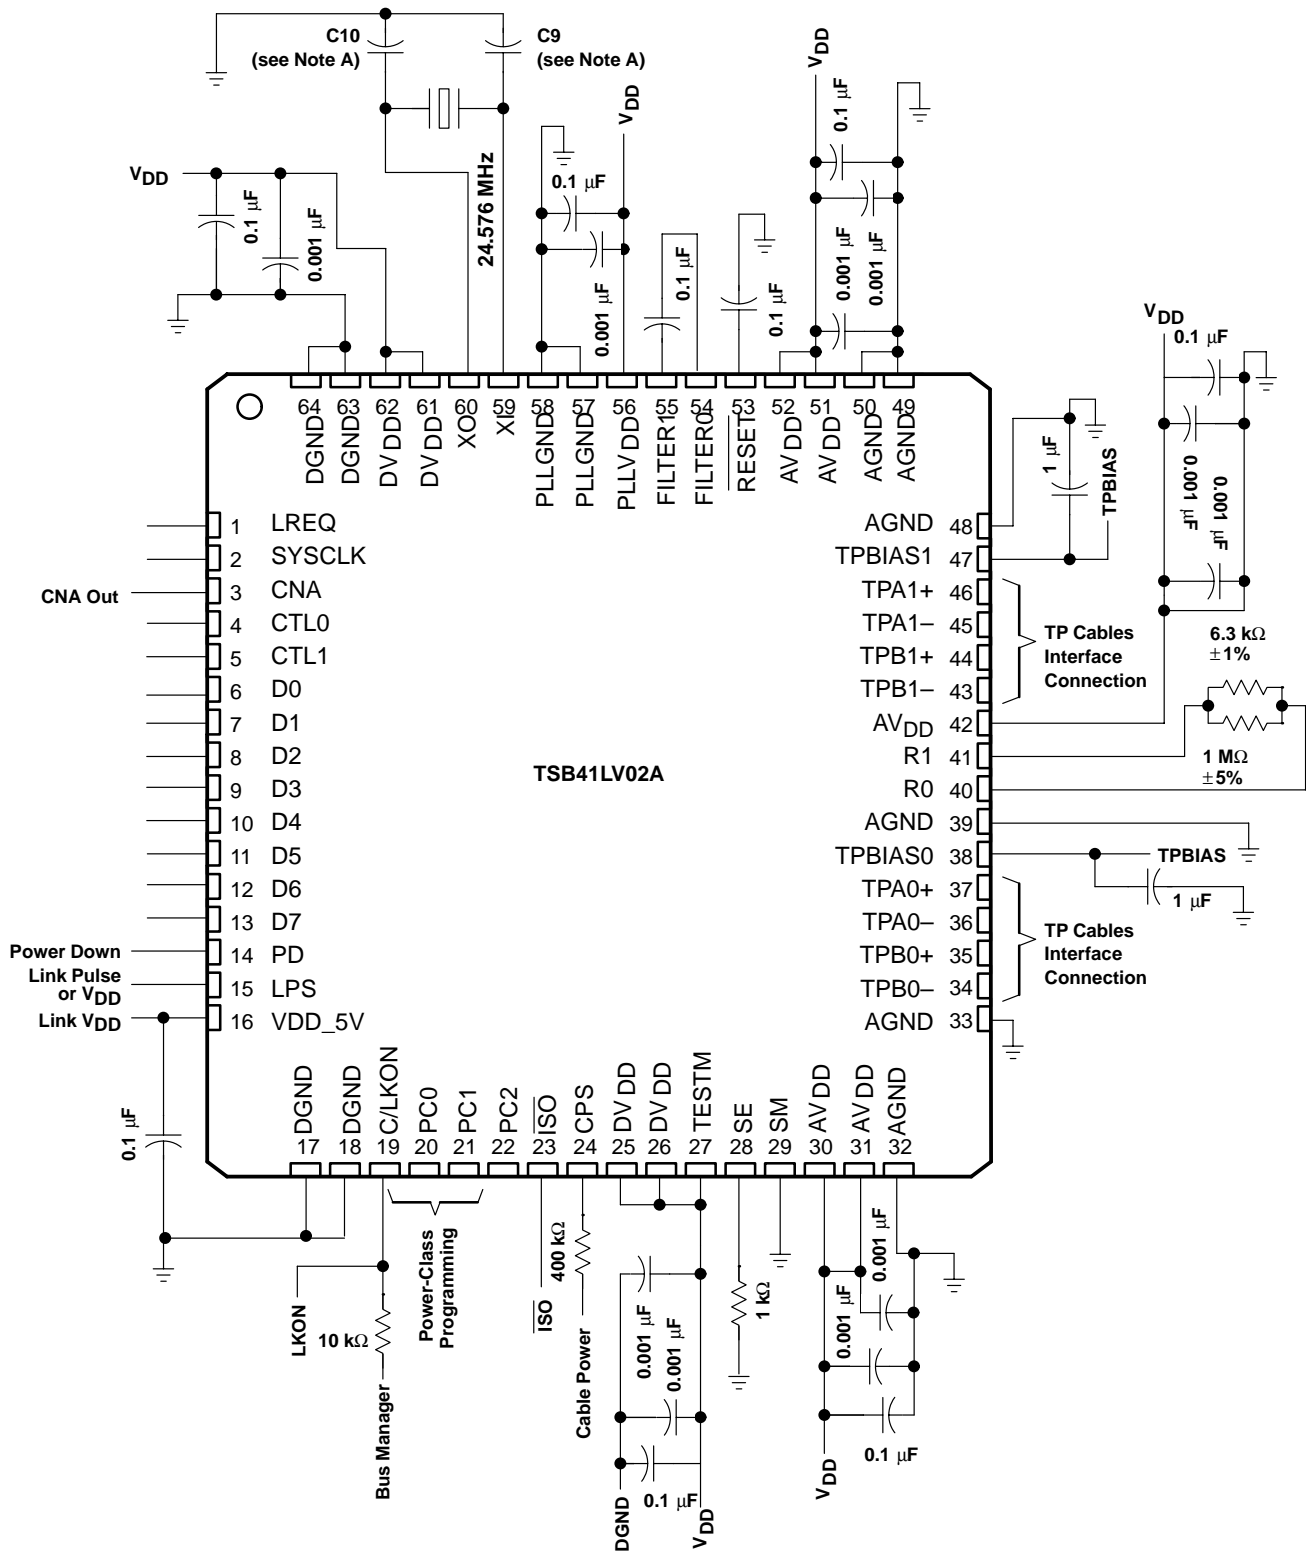 C10
(see Note A)
C9
(see Note A)
24.576 MHz
VDD
0.1 μF
0.001 μF
0.1 μF
0.001 μF
VDD
0.1 μF
0.1 μF
VDD
0.1 μF
0.001 μF
0.001 μF
VDD
0.1 μF
0.001 μF
0.001 μF
1 μF
TPBIAS
64 63 62 61 60 59 58 57 56 55 54 53 52 51 50 49
DGND
DGND
DVDD
DVDD
XO
XI
PLLGND
PLLGND
PLLVDD
FILTER1
FILTER0
RESET
AVDD
AVDD
AGND
AGND
1 LREQ
2 SYSCLK
CNA Out 3 CNA
4 CTL0
5 CTL1
6 D0
7 D1
8 D2
9 D3
10 D4
11 D5
12 D6
13 D7
Power Down 14 PD
Link Pulse
or VDD 15 LPS
Link VDD 16 VDD_5V
TSB41LV02A
AGND 48
TPBIAS1 47
TPA1+ 46
TPA1– 45
TPB1+ 44
TPB1– 43
AVDD 42
R1 41
R0 40
AGND 39
TPBIAS0 38
TPA0+ 37
TPA0– 36
TPB0+ 35
TPB0– 34
AGND 33
TP Cables
Interface
Connection
6.3 kΩ
±1%
1 MΩ
±5%
TPBIAS
1 μF
TP Cables
Interface
Connection
DGND
DGND
C/LKON
PC0
PC1
PC2
ISO
CPS
DVDD
DVDD
TESTM
SE
SM
AVDD
AVDD
AGND
17 18 19 20 21 22 23 24 25 26 27 28 29 30 31 32
0.1 μF
LKON
10 kΩ
Bus Manager
Power-Class
Programming
ISO
400 kΩ
Cable Power
0.001 μF
0.001 μF
0.1 μF
DGND
VDD
1 kΩ
0.001 μF
0.001 μF
0.1 μF
VDD